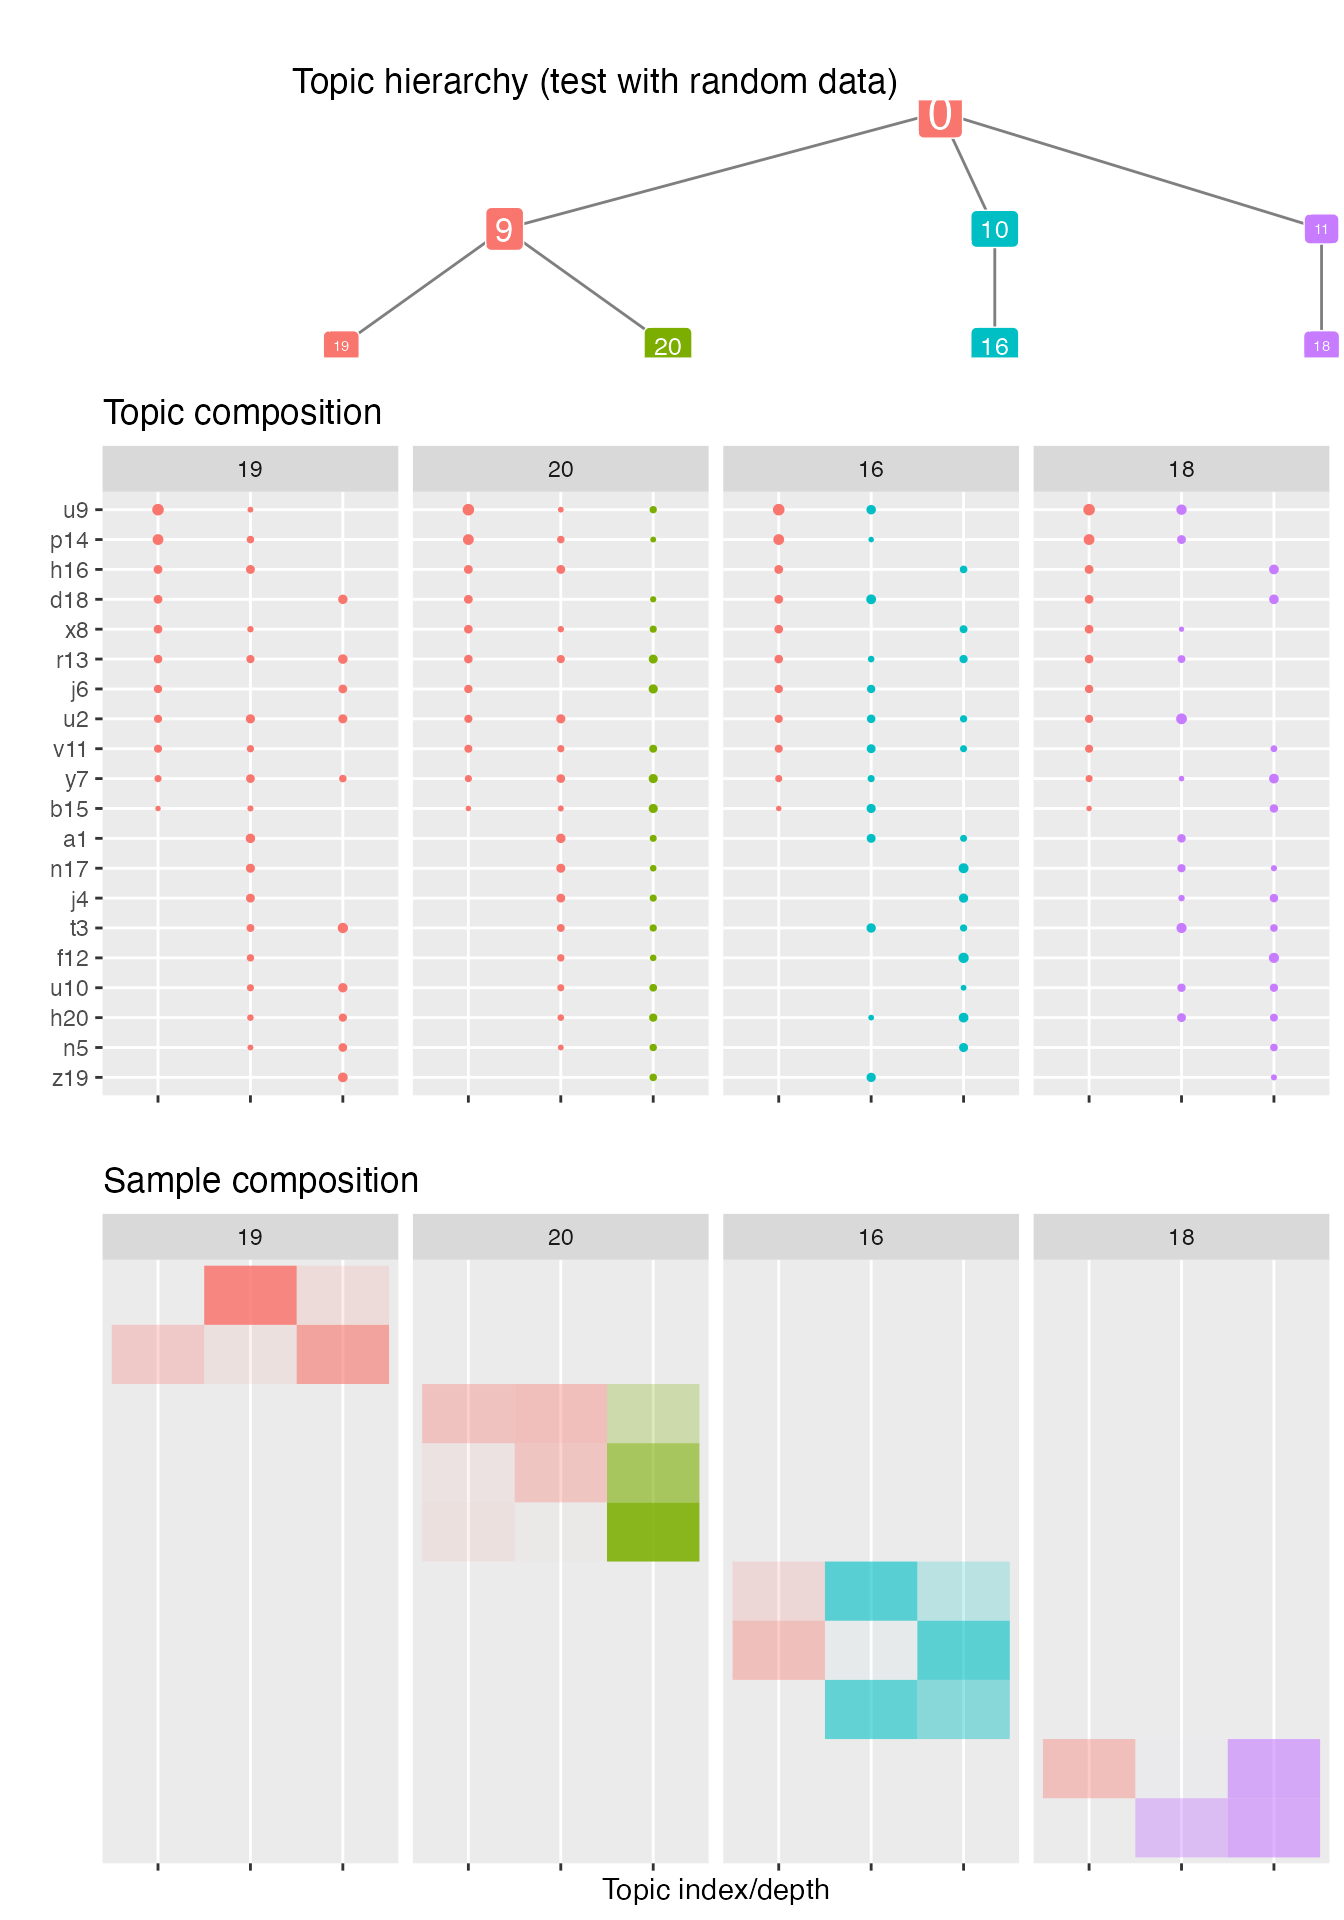 Topic hierarchy (test with random data)
0
9 10 11
19 20 16 18
Topic composition
19 20 16 18
u9
p14
h16
d18
x8
r13
j6
u2
v11
y7
b15
a1
n17
j4
t3
f12
u10
h20
n5
z19
Sample composition
19 20 16 18
Topic index/depth